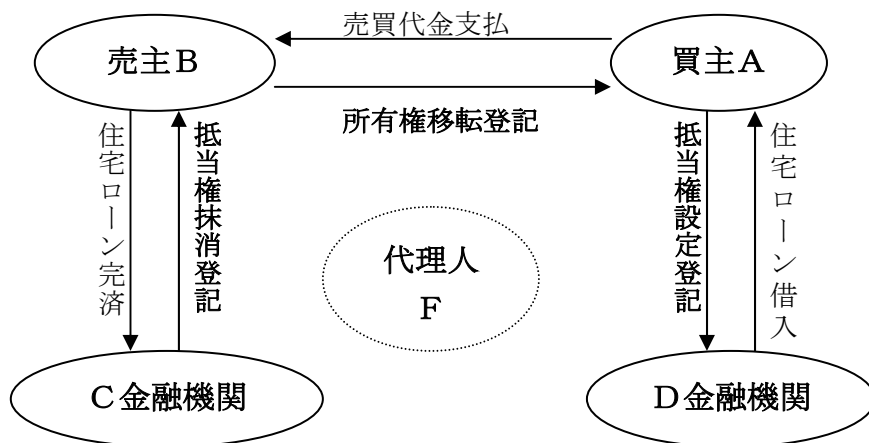 売買代金支払
売主B
買主A
所有権移転登記
住宅ローン完済
抵当権抹消登記
代理人
F
抵当権設定登記
住宅ローン借入
C金融機関
D金融機関